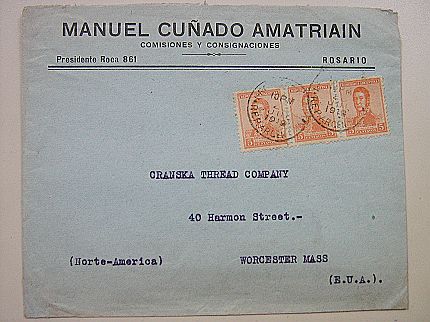 MANUEL CUÑADO AMATRIAIN
COMISIONES Y CONSIGNACIONES
Presidente Roca 861 ROSARIO
CRANSKA THREAD COMPANY
40 Harmon Street.-
(Norte-America) WORCESTER MASS
(E.U.A).